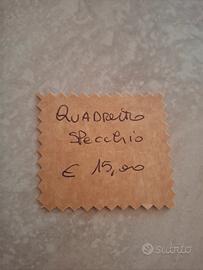 QUADRETTO
SPECCHIO
€ 15,00
subito